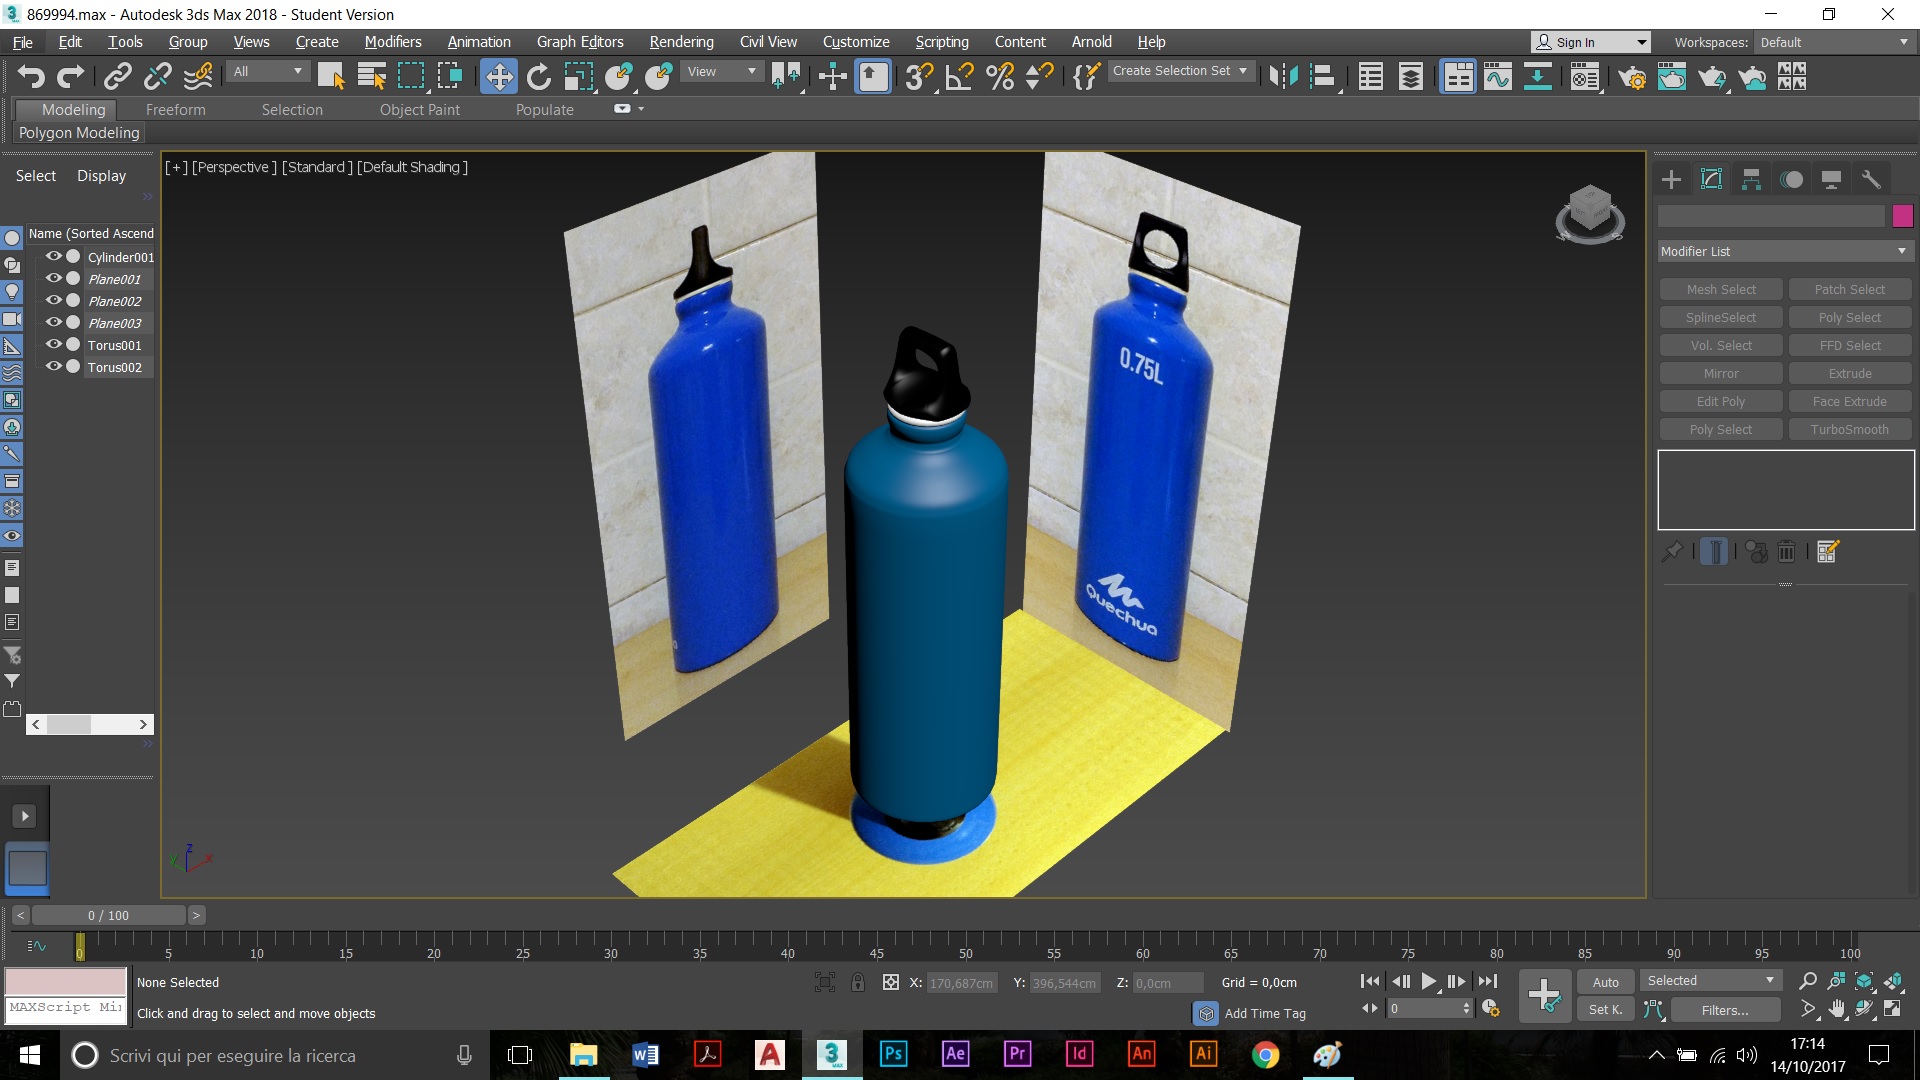 869994.max - Autodesk 3ds Max 2018 - Student Version
File Edit Tools Group Views Create Modifiers Animation Graph Editors Rendering Civil View Customize Scripting Content Arnold Help
Sign In Workspaces: Default
All View Create Selection Set
Modeling Freeform Selection Object Paint Populate
Polygon Modeling
[+] [Perspective ] [Standard ] [Default Shading ]
Select Display
Name (Sorted Ascend
Cylinder001
Plane001
Plane002
Plane003
Torus001
Torus002
0.75L
Quechua
Modifier List
Mesh Select Patch Select
SplineSelect Poly Select
Vol. Select FFD Select
Mirror Extrude
Edit Poly Face Extrude
Poly Select TurboSmooth
z
x
0 / 100
0 5 10 15 20 25 30 35 40 45 50 55 60 65 70 75 80 85 90 95 100
None Selected
X: 170,687cm Y: 396,544cm Z: 0,0cm Grid = 0,0cm
Auto Selected
MAXScript Mi
Click and drag to select and move objects
Add Time Tag
0
Set K. Filters...
Scrivi qui per eseguire la ricerca
Ps Ae Pr Id An Ai
17:14
14/10/2017